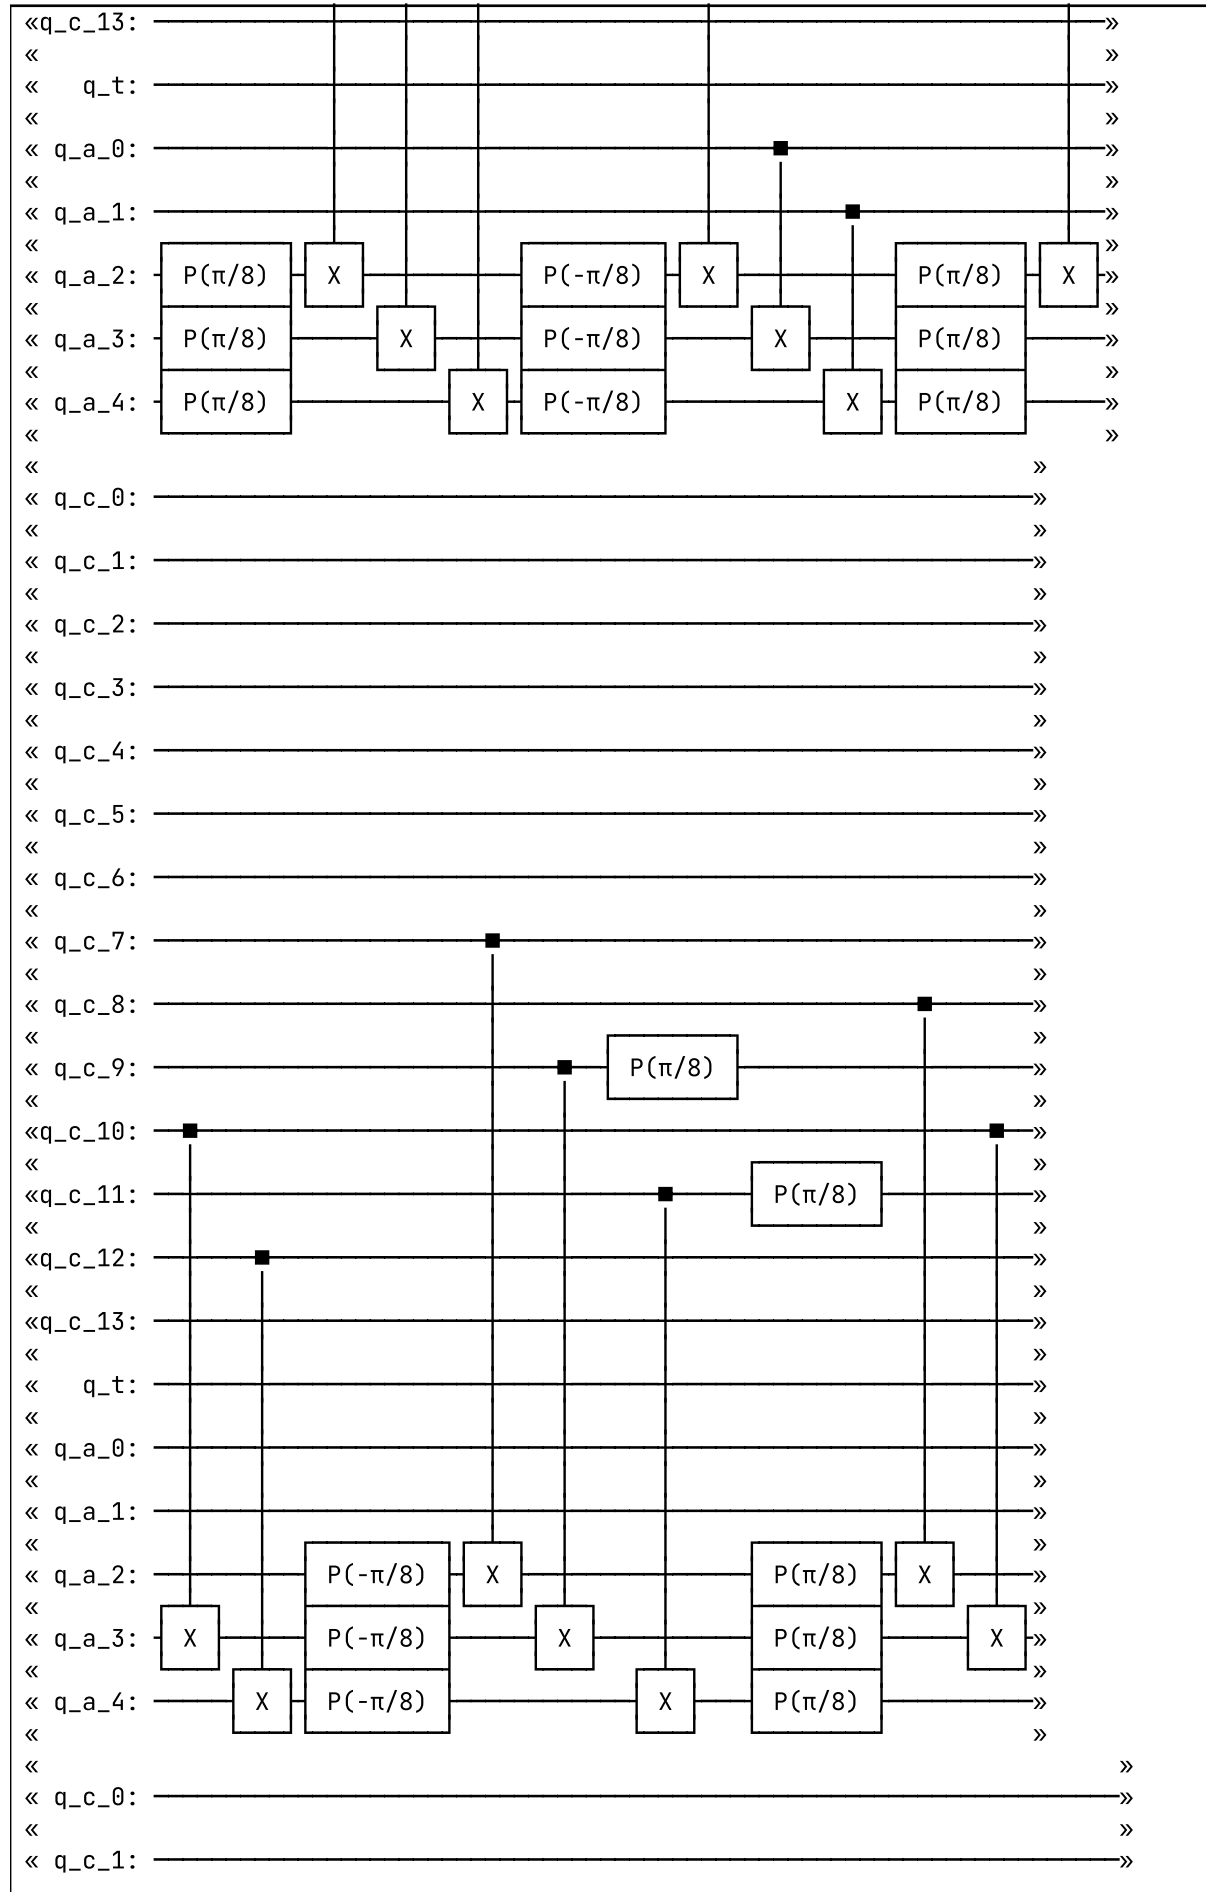 «q_c_13: »
« »
« q_t: »
« »
« q_a_0: ■ »
« »
« q_a_1: ■ »
« »
« q_a_2: P(π/8) X P(-π/8) X P(π/8) X »
« »
« q_a_3: P(π/8) X P(-π/8) X P(π/8) »
« »
« q_a_4: P(π/8) X P(-π/8) X P(π/8) »
« »
« »
« q_c_0: »
« »
« q_c_1: »
« »
« q_c_2: »
« »
« q_c_3: »
« »
« q_c_4: »
« »
« q_c_5: »
« »
« q_c_6: »
« »
« q_c_7: ■ »
« »
« q_c_8: ■ »
« »
« q_c_9: ■ P(π/8) »
« »
«q_c_10: ■ ■ »
« »
«q_c_11: ■ P(π/8) »
« »
«q_c_12: ■ »
« »
«q_c_13: »
« »
« q_t: »
« »
« q_a_0: »
« »
« q_a_1: »
« »
« q_a_2: P(-π/8) X P(π/8) X »
« »
« q_a_3: X P(-π/8) X P(π/8) X »
« »
« q_a_4: X P(-π/8) X P(π/8) »
« »
« »
« q_c_0: »
« »
« q_c_1: »